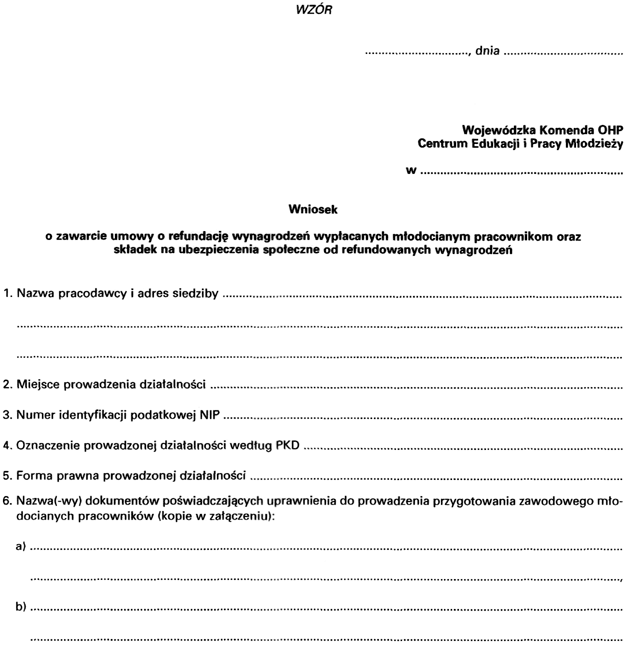 WZÓR
............................., dnia ..................................
Wojewódzka Komenda OHP
Centrum Edukacji i Pracy Młodzieży
w ..........................................................
Wniosek
o zawarcie umowy o refundację wynagrodzeń wypłacanych młodocianym pracownikom oraz
składek na ubezpieczenia społeczne od refundowanych wynagrodzeń
1. Nazwa pracodawcy i adres siedziby ....................................................................................
....................................................................................................................................
....................................................................................................................................
2. Miejsce prowadzenia działalności ....................................................................................
3. Numer identyfikacji podatkowej NIP ....................................................................................
4. Oznaczenie prowadzonej działalności według PKD ..............................................................
5. Forma prawna prowadzonej działalności ..........................................................................
6. Nazwa(-wy) dokumentów poświadczających uprawnienia do prowadzenia przygotowania zawodowego mło-
docianych pracowników (kopie w załączeniu):
a) ................................................................................................................................
................................................................................................................................,
b) ................................................................................................................................
................................................................................................................................